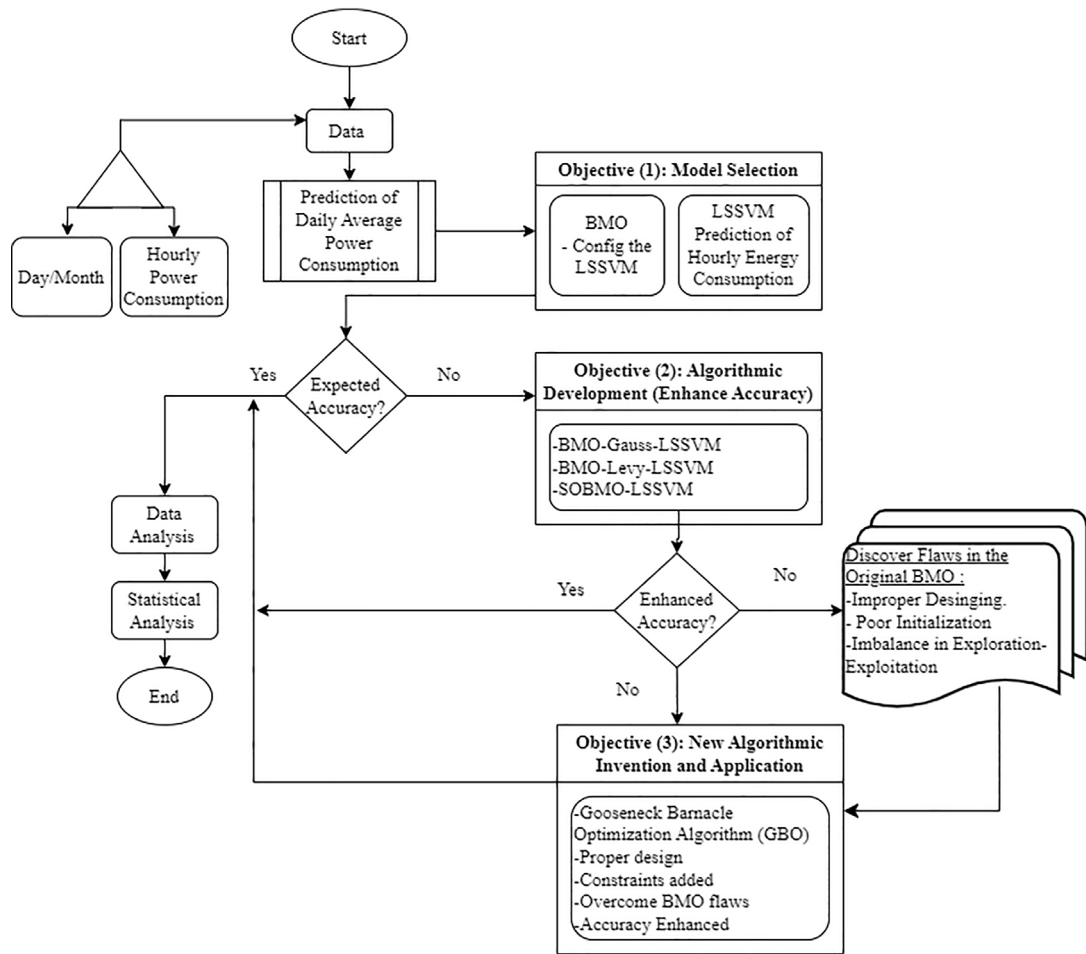 Start
Data
Day/Month
Hourly
Power
Consumption
Prediction of
Daily Average
Power
Consumption
Objective (1): Model Selection
BMO
- Config the
LSSVM
LSSVM
Prediction of
Hourly Energy
Consumption
Expected
Accuracy?
Yes
No
Objective (2): Algorithmic
Development (Enhance Accuracy)
-BMO-Gauss-LSSVM
-BMO-Levy-LSSVM
-SOBMO-LSSVM
Data
Analysis
Statistical
Analysis
End
Enhanced
Accuracy?
Yes
No
No
Discover Flaws in the
Original BMO :
-Improper Desinging.
- Poor Initialization
-Imbalance in Exploration-
Exploitation
Objective (3): New Algorithmic
Invention and Application
-Gooseneck Barnacle
Optimization Algorithm (GBO)
-Proper design
-Constraints added
-Overcome BMO flaws
-Accuracy Enhanced